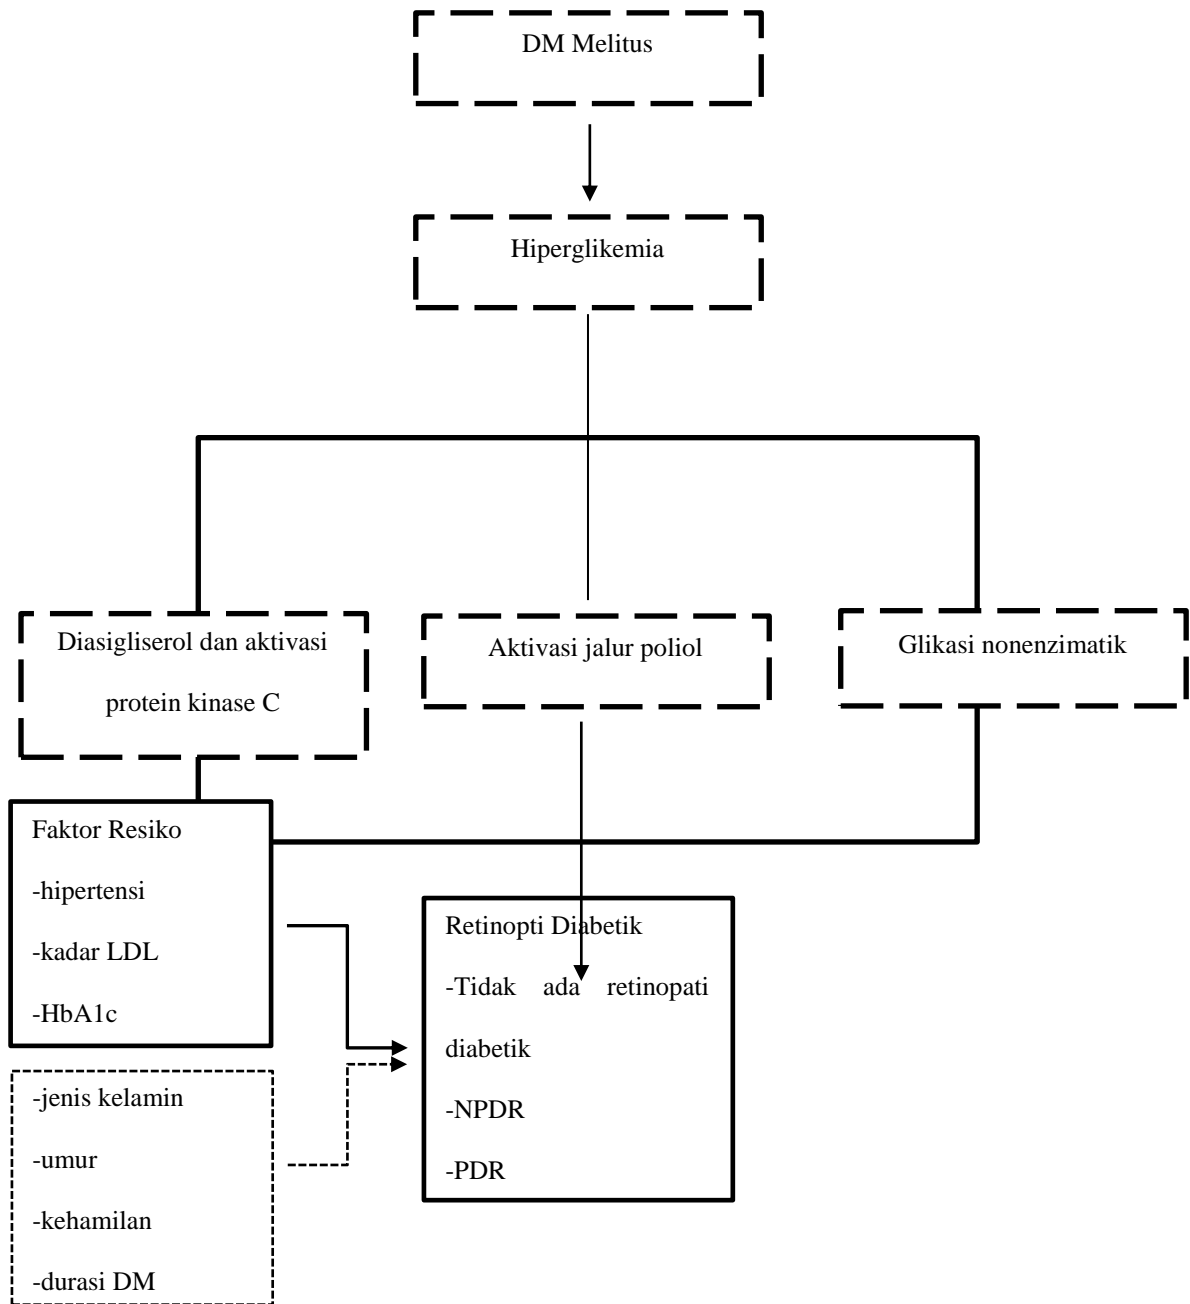 DM Melitus
Hiperglikemia
Diasigliserol dan aktivasi
protein kinase C
Aktivasi jalur poliol
Glikasi nonenzimatik
Faktor Resiko
-hipertensi
-kadar LDL
-HbA1c
-jenis kelamin
-umur
-kehamilan
-durasi DM
Retinopti Diabetik
-Tidak ada retinopati
diabetik
-NPDR
-PDR